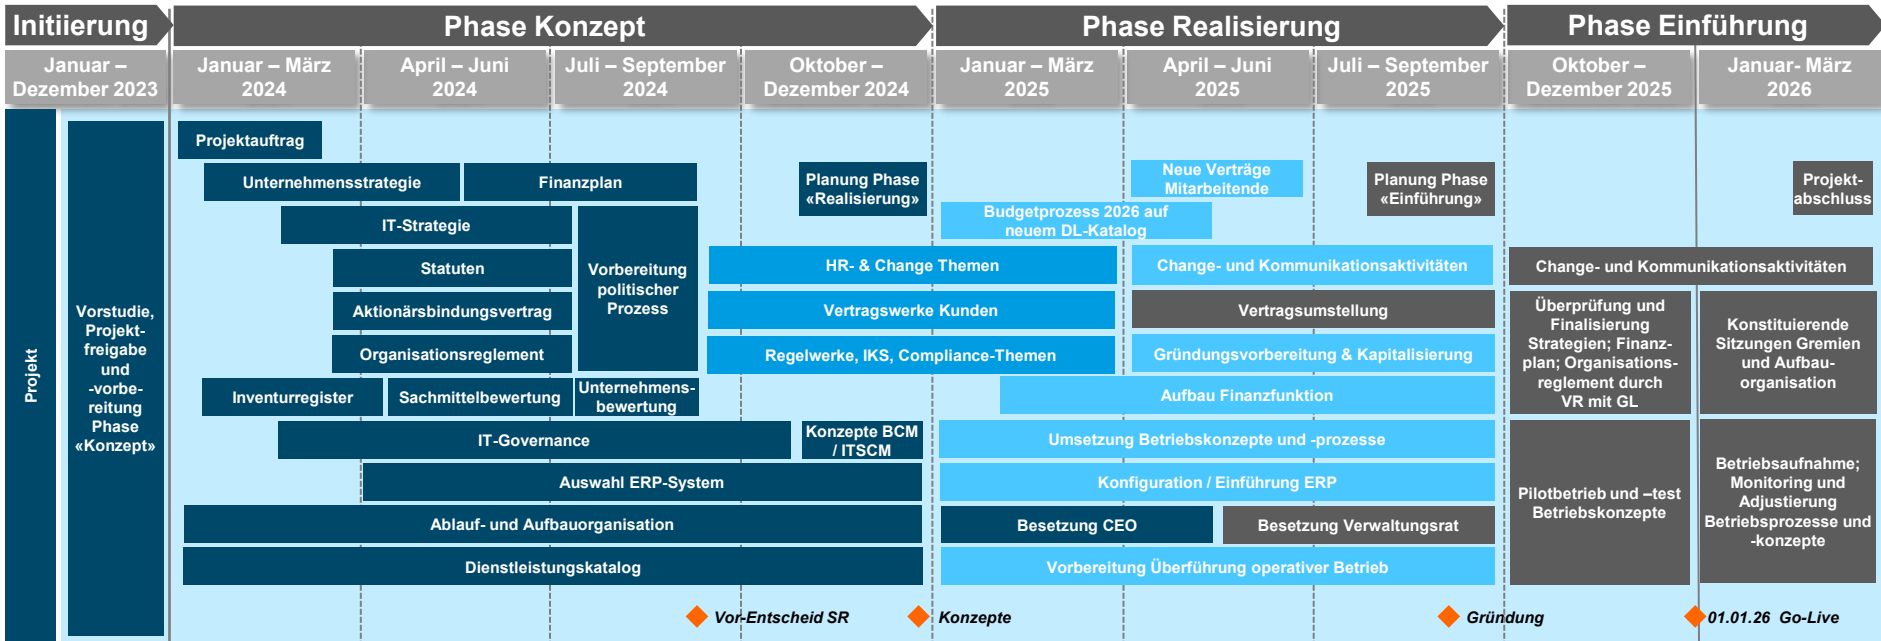 Initiierung
Phase Konzept
Phase Realisierung
Phase Einführung
Januar –
Dezember 2023
Januar – März
2024
April – Juni
2024
Juli – September
2024
Oktober –
Dezember 2024
Januar – März
2025
April – Juni
2025
Juli – September
2025
Oktober –
Dezember 2025
Januar- März
2026
Projekt
Vorstudie,
Projekt-
freigabe
und
-vorbe-
reitung
Phase
«Konzept»
Projektauftrag
Unternehmensstrategie
Finanzplan
IT-Strategie
Statuten
Aktionärsbindungsvertrag
Organisationsreglement
Vorbereitung
politischer
Prozess
Inventurregister
Sachmittelbewertung
Unternehmens-
bewertung
IT-Governance
Konzepte BCM
/ ITSCM
Auswahl ERP-System
Ablauf- und Aufbauorganisation
Dienstleistungskatalog
Planung Phase
«Realisierung»
HR- & Change Themen
Vertragswerke Kunden
Regelwerke, IKS, Compliance-Themen
Neue Verträge
Mitarbeitende
Budgetprozess 2026 auf
neuem DL-Katalog
Planung Phase
«Einführung»
Change- und Kommunikationsaktivitäten
Vertragsumstellung
Gründungsvorbereitung & Kapitalisierung
Aufbau Finanzfunktion
Umsetzung Betriebskonzepte und -prozesse
Konfiguration / Einführung ERP
Besetzung CEO
Besetzung Verwaltungsrat
Vorbereitung Überführung operativer Betrieb
Projekt-
abschluss
Change- und Kommunikationsaktivitäten
Überprüfung und
Finalisierung
Strategien; Finanz-
plan; Organisations-
reglement durch
VR mit GL
Konstituierende
Sitzungen Gremien
und Aufbau-
organisation
Pilotbetrieb und –test
Betriebskonzepte
Betriebsaufnahme;
Monitoring und
Adjustierung
Betriebsprozesse und
-konzepte
Vor-Entscheid SR
Konzepte
Gründung
01.01.26 Go-Live